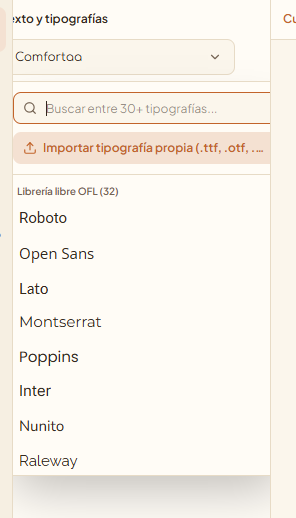 exto y tipografías
Cu
Comfortaa
Buscar entre 30+ tipografías...
Importar tipografía propia (.ttf, .otf, ....
Librería libre OFL (32)
Roboto
Open Sans
Lato
Montserrat
Poppins
Inter
Nunito
Raleway